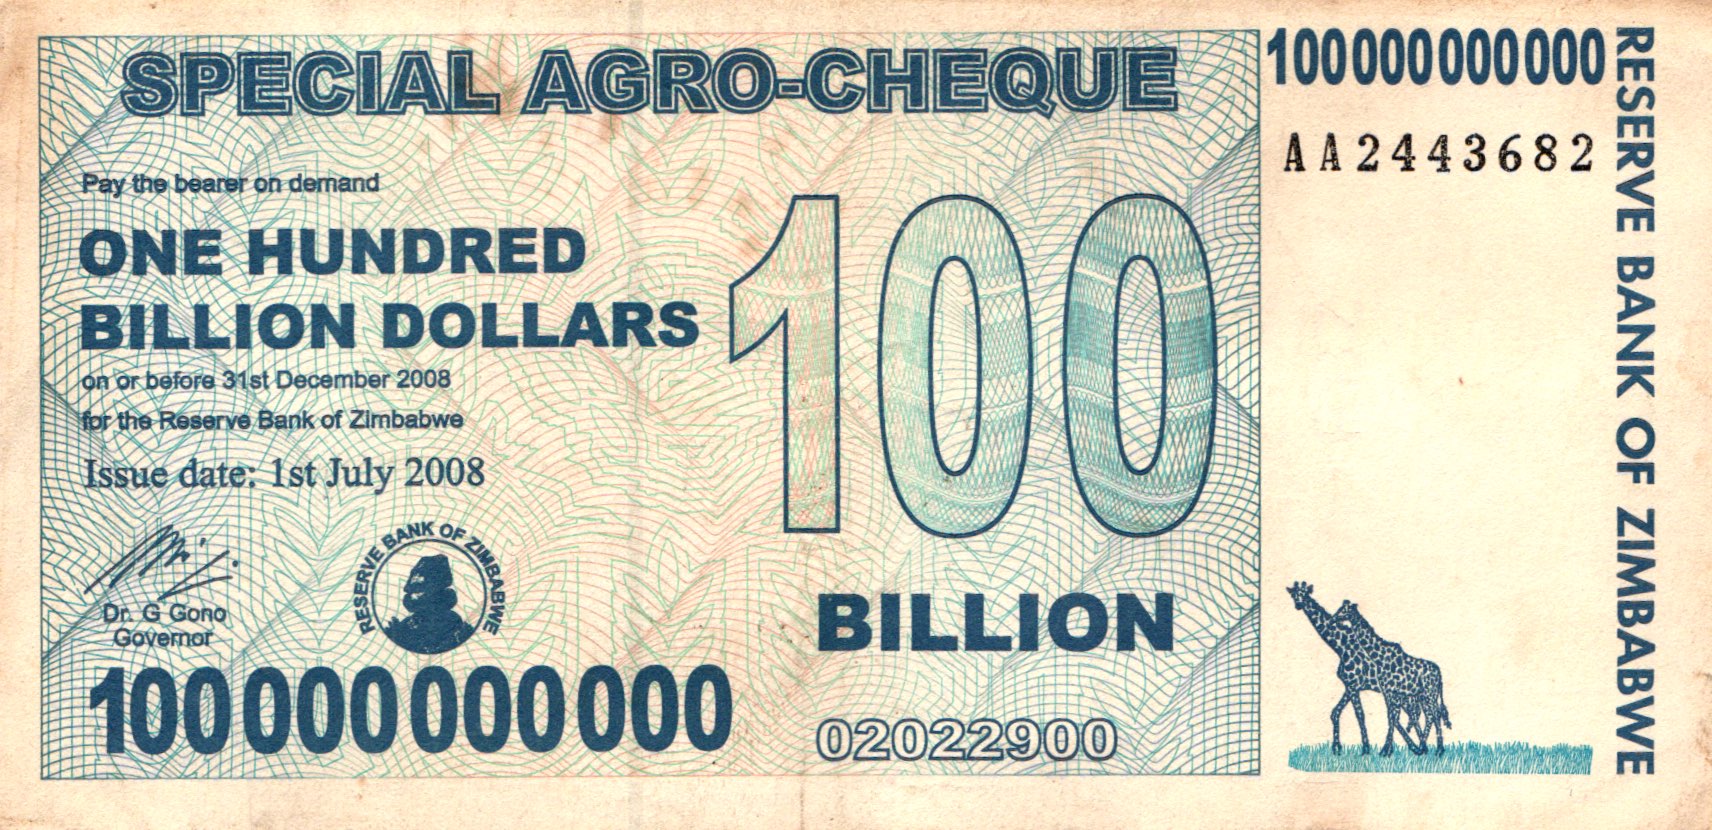 SPECIAL AGRO-CHEQUE
100000000000
AA2443682
RESERVE BANK OF ZIMBABWE
Pay the bearer on demand
ONE HUNDRED
BILLION DOLLARS
on or before 31st December 2008
for the Reserve Bank of Zimbabwe
Issue date: 1st July 2008
100
BILLION
RESERVE BANK OF ZIMBABWE
Dr. G Gono
Governor
100000000000
02022900